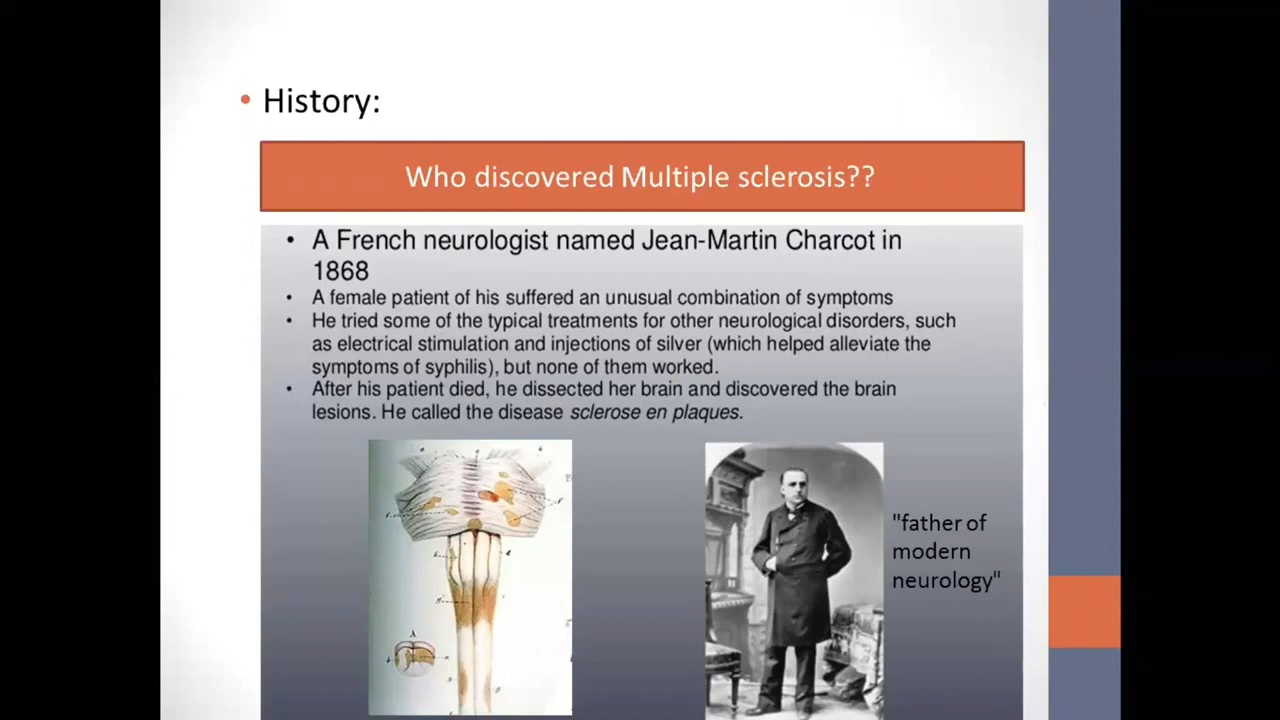 • History:
Who discovered Multiple sclerosis??
• A French neurologist named Jean-Martin Charcot in
1868
• A female patient of his suffered an unusual combination of symptoms
• He tried some of the typical treatments for other neurological disorders, such
as electrical stimulation and injections of silver (which helped alleviate the
symptoms of syphilis), but none of them worked.
• After his patient died, he dissected her brain and discovered the brain
lesions. He called the disease sclerose en plaques.
"father of
modern
neurology"
A